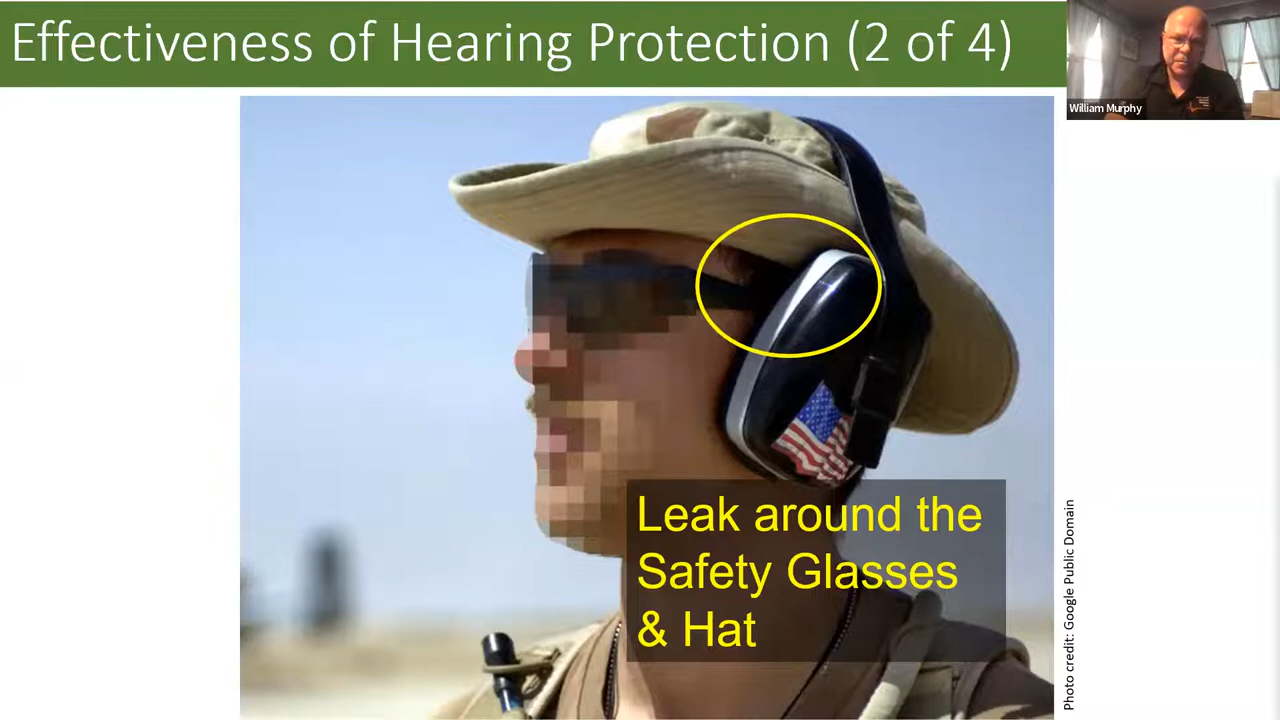 Effectiveness of Hearing Protection (2 of 4)
William Murphy
Leak around the
Safety Glasses
& Hat
Photo credit: Google Public Domain